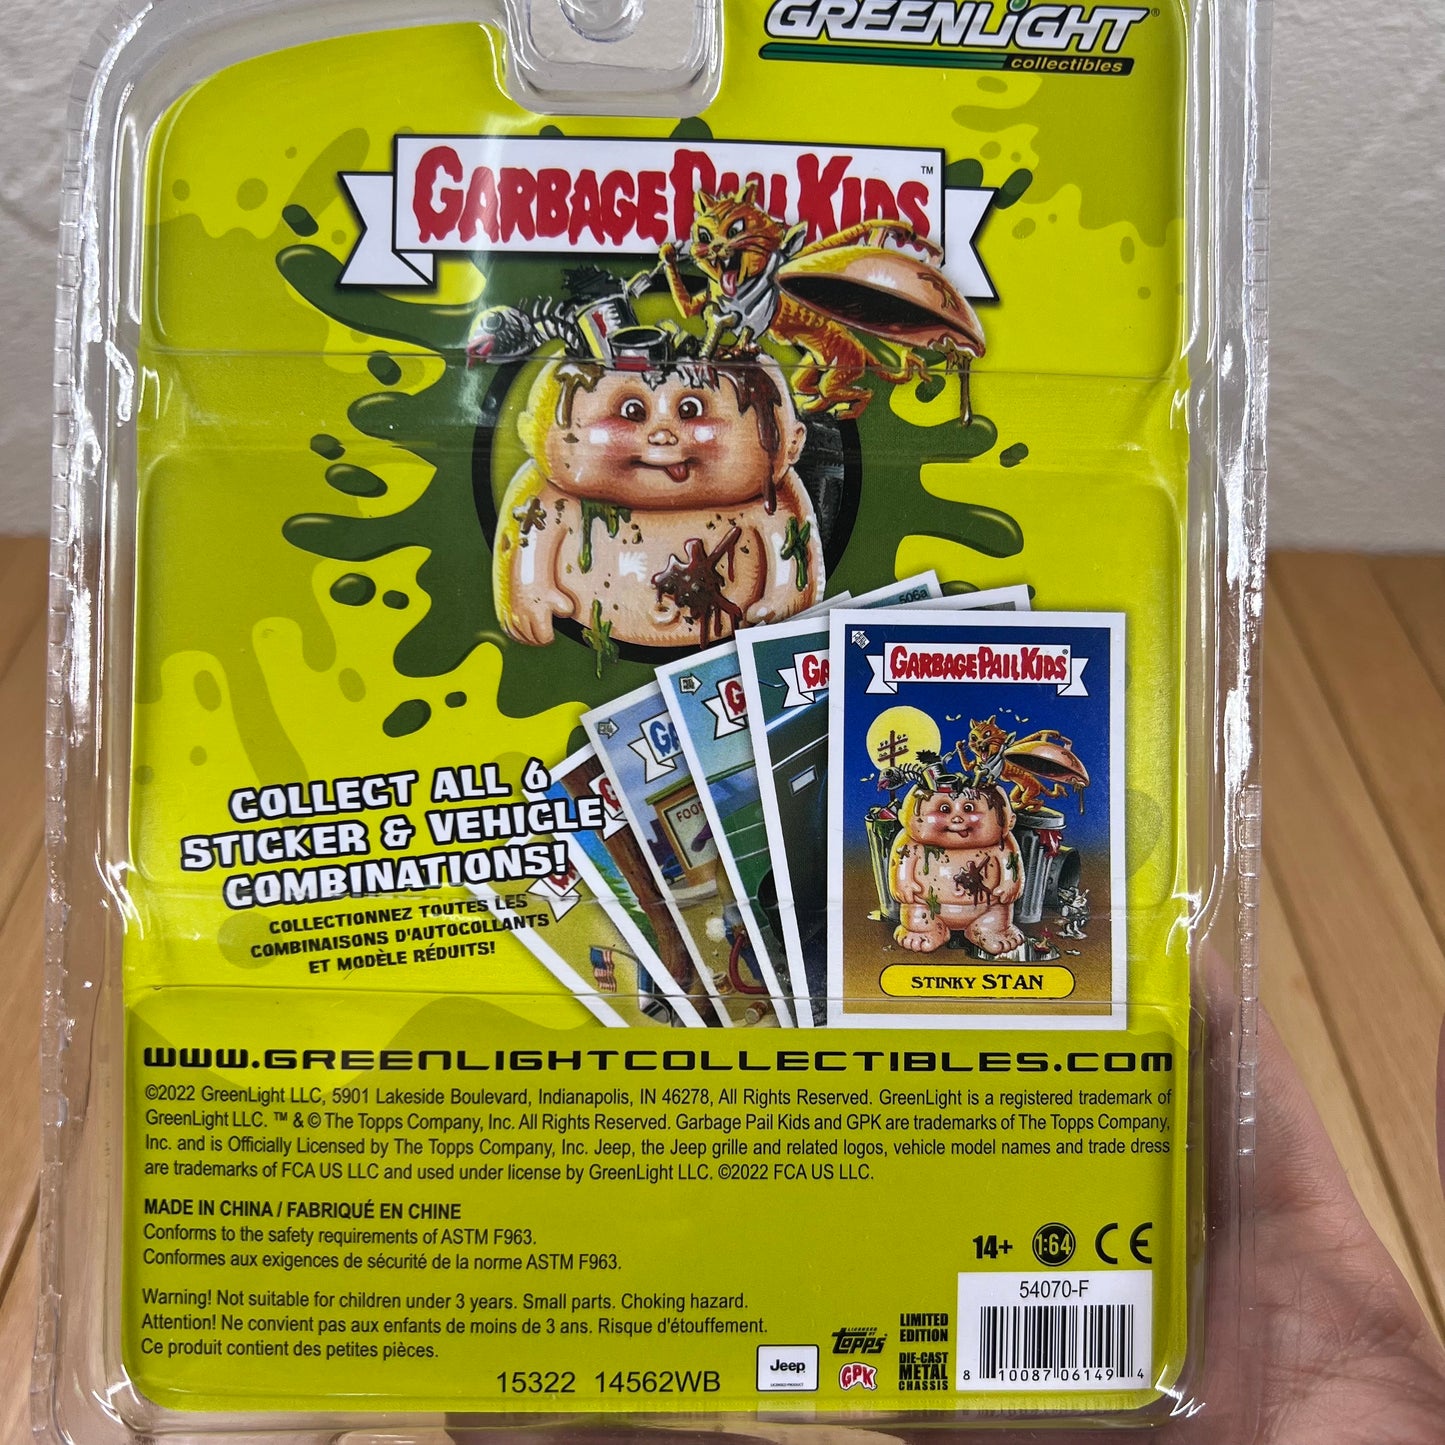 GREENLiGHT®
collectibles
GARBAGE PAIL KIDS™
COLLECT ALL 6
STICKER & VEHICLE
COMBINATIONS!
COLLECTIONNEZ TOUTES LES
COMBINAISONS D'AUTOCOLLANTS
ET MODÈLE RÉDUITS!
506a
GA
FOO
GARBAGE PAIL KIDS®
STINKY STAN
WWW.GREENLIGHTCOLLECTIBLES.COM
©2022 GreenLight LLC, 5901 Lakeside Boulevard, Indianapolis, IN 46278, All Rights Reserved. GreenLight is a registered trademark of
GreenLight LLC. ™ & © The Topps Company, Inc. All Rights Reserved. Garbage Pail Kids and GPK are trademarks of The Topps Company,
Inc. and is Officially Licensed by The Topps Company, Inc. Jeep, the Jeep grille and related logos, vehicle model names and trade dress
are trademarks of FCA US LLC and used under license by GreenLight LLC. ©2022 FCA US LLC.
MADE IN CHINA / FABRIQUÉ EN CHINE
Conforms to the safety requirements of ASTM F963.
Conformes aux exigences de sécurité de la norme ASTM F963.
14+ 1:64 CE
Warning! Not suitable for children under 3 years. Small parts. Choking hazard.
Attention! Ne convient pas aux enfants de moins de 3 ans. Risque d'étouffement.
Ce produit contient des petites pièces.
15322 14562WB
Jeep
LICENSED PRODUCT
LICENSED BY
Topps
GPK
LIMITED
EDITION
DIE-CAST
METAL
CHASSIS
54070-F
8 10087 06149 4